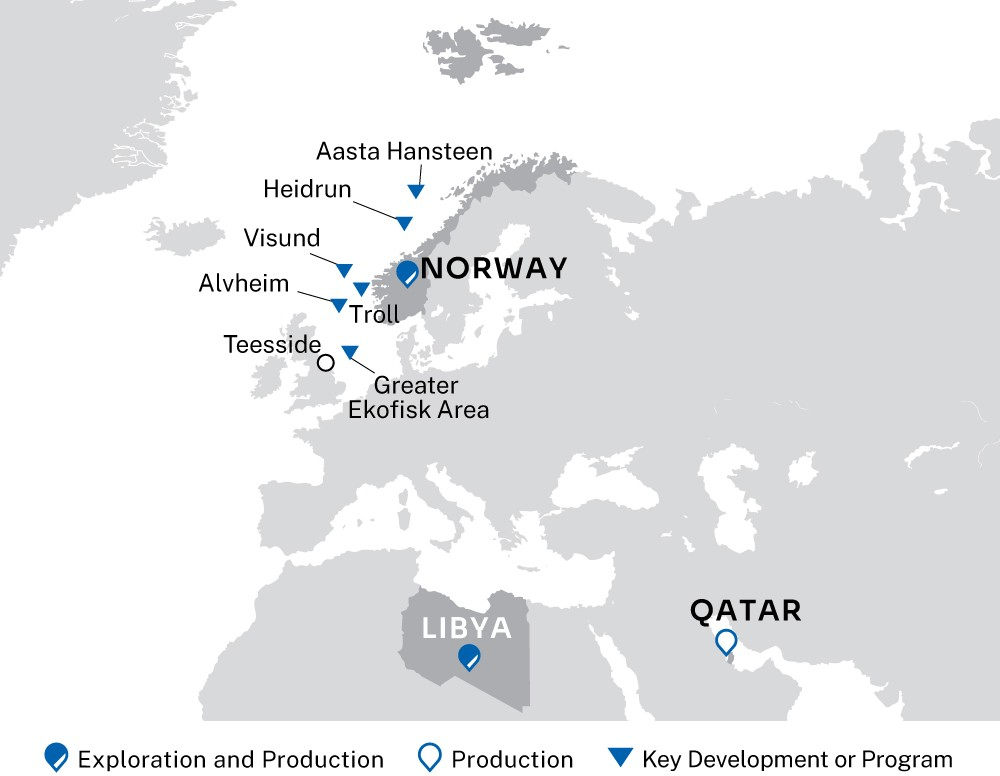 Aasta Hansteen
Heidrun
Visund
NORWAY
Alvheim
Troll
Teesside
Greater
Ekofisk Area
QATAR
LIBYA
Exploration and Production
Production
Key Development or Program